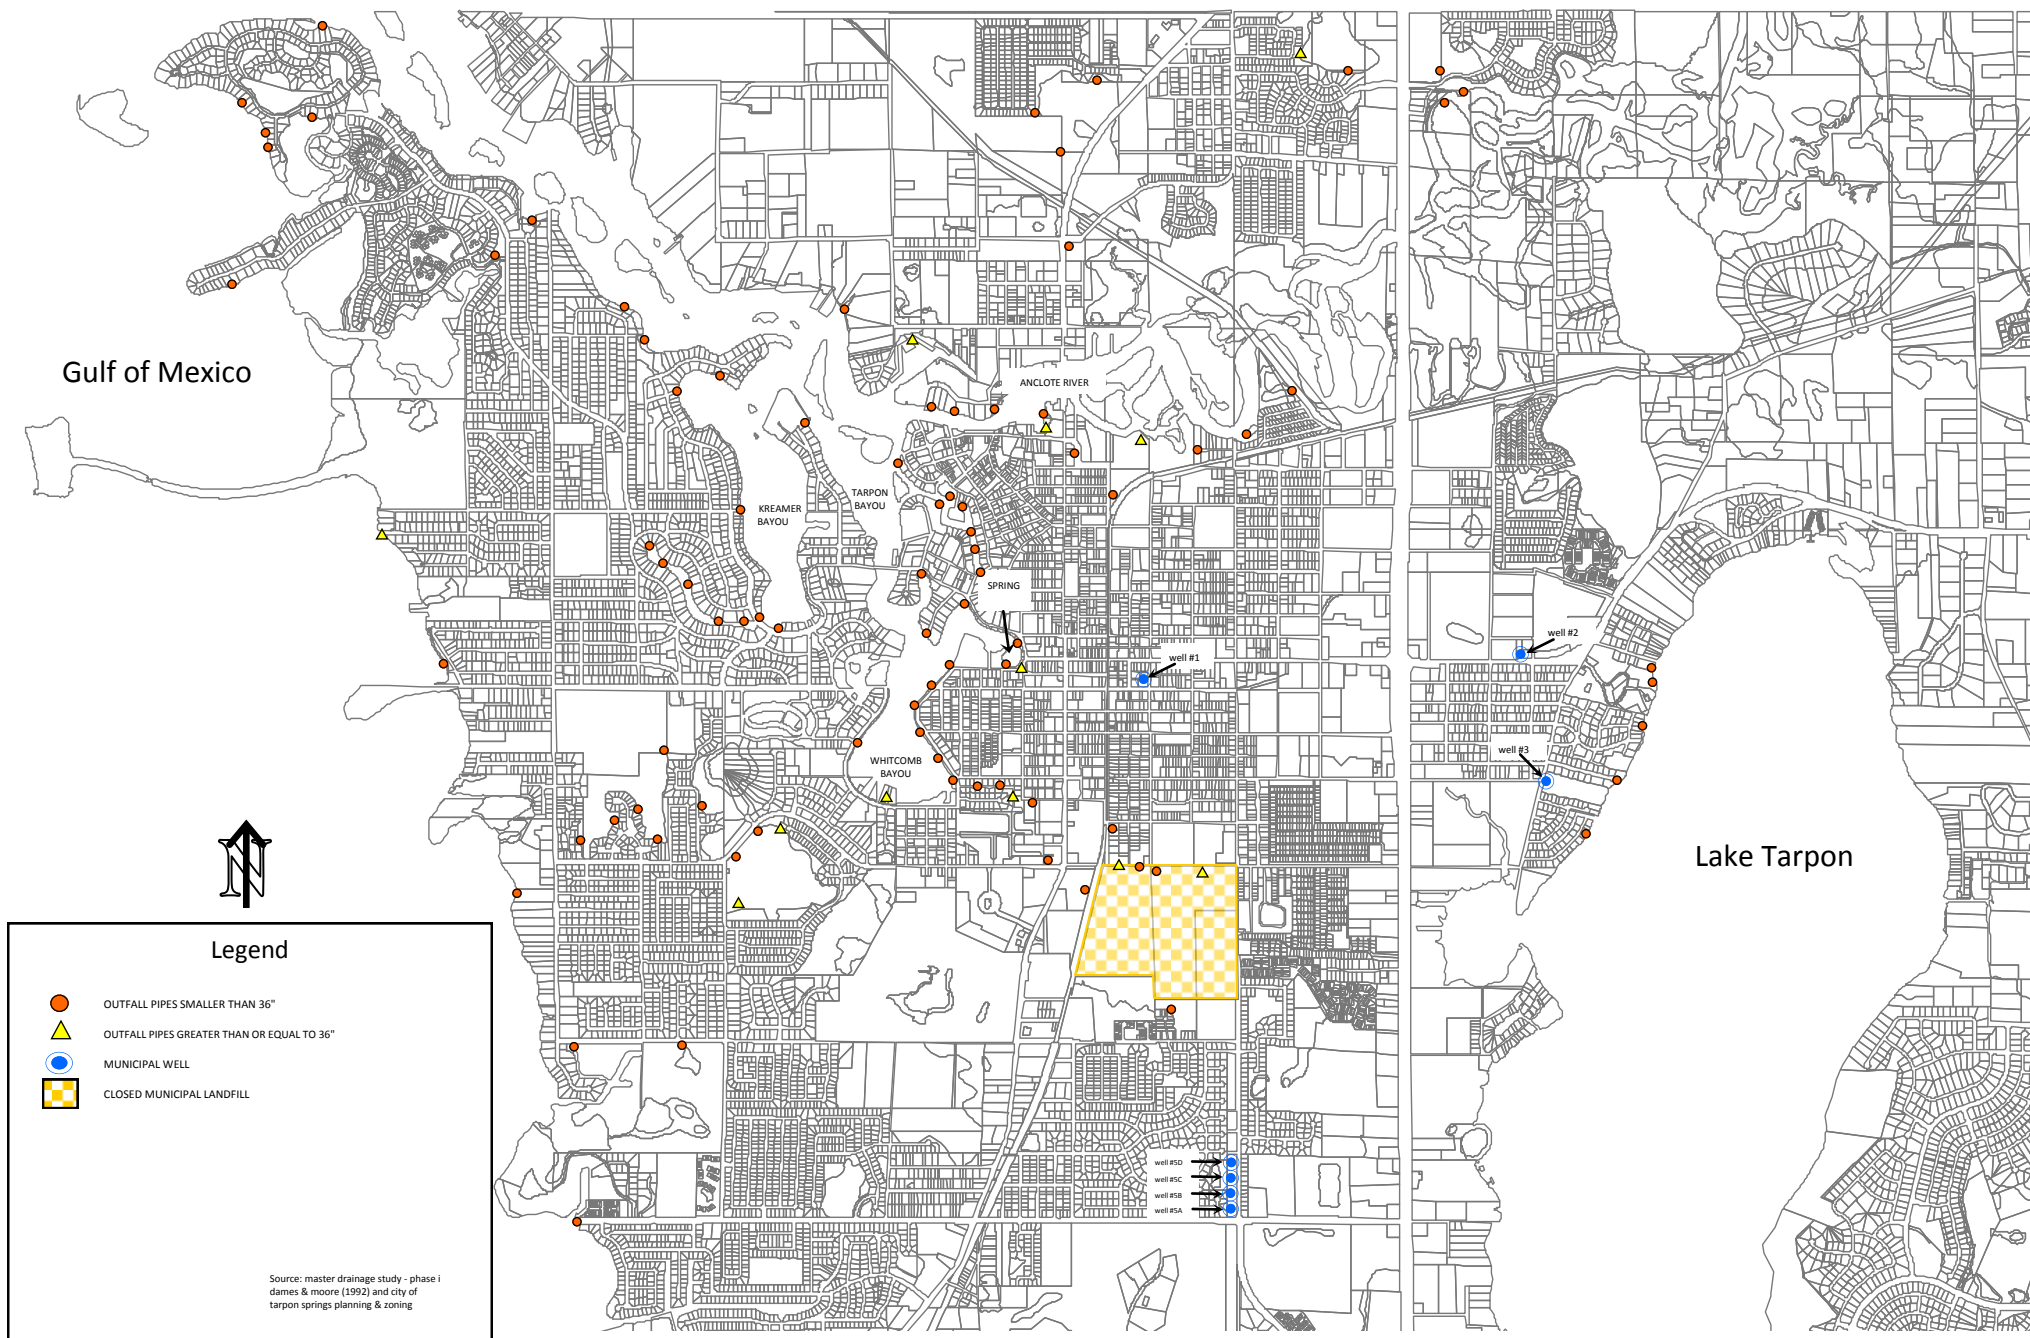 Gulf of Mexico
ANCLOTE RIVER
TARPON
BAYOU
KREAMER
BAYOU
SPRING
well #2
well #1
WHITCOMB
BAYOU
well #3
Lake Tarpon
N
Legend
OUTFALL PIPES SMALLER THAN 36"
OUTFALL PIPES GREATER THAN OR EQUAL TO 36"
MUNICIPAL WELL
CLOSED MUNICIPAL LANDFILL
well #5D
well #5C
well #5B
well #5A
Source: master drainage study - phase i
dames & moore (1992) and city of
tarpon springs planning & zoning